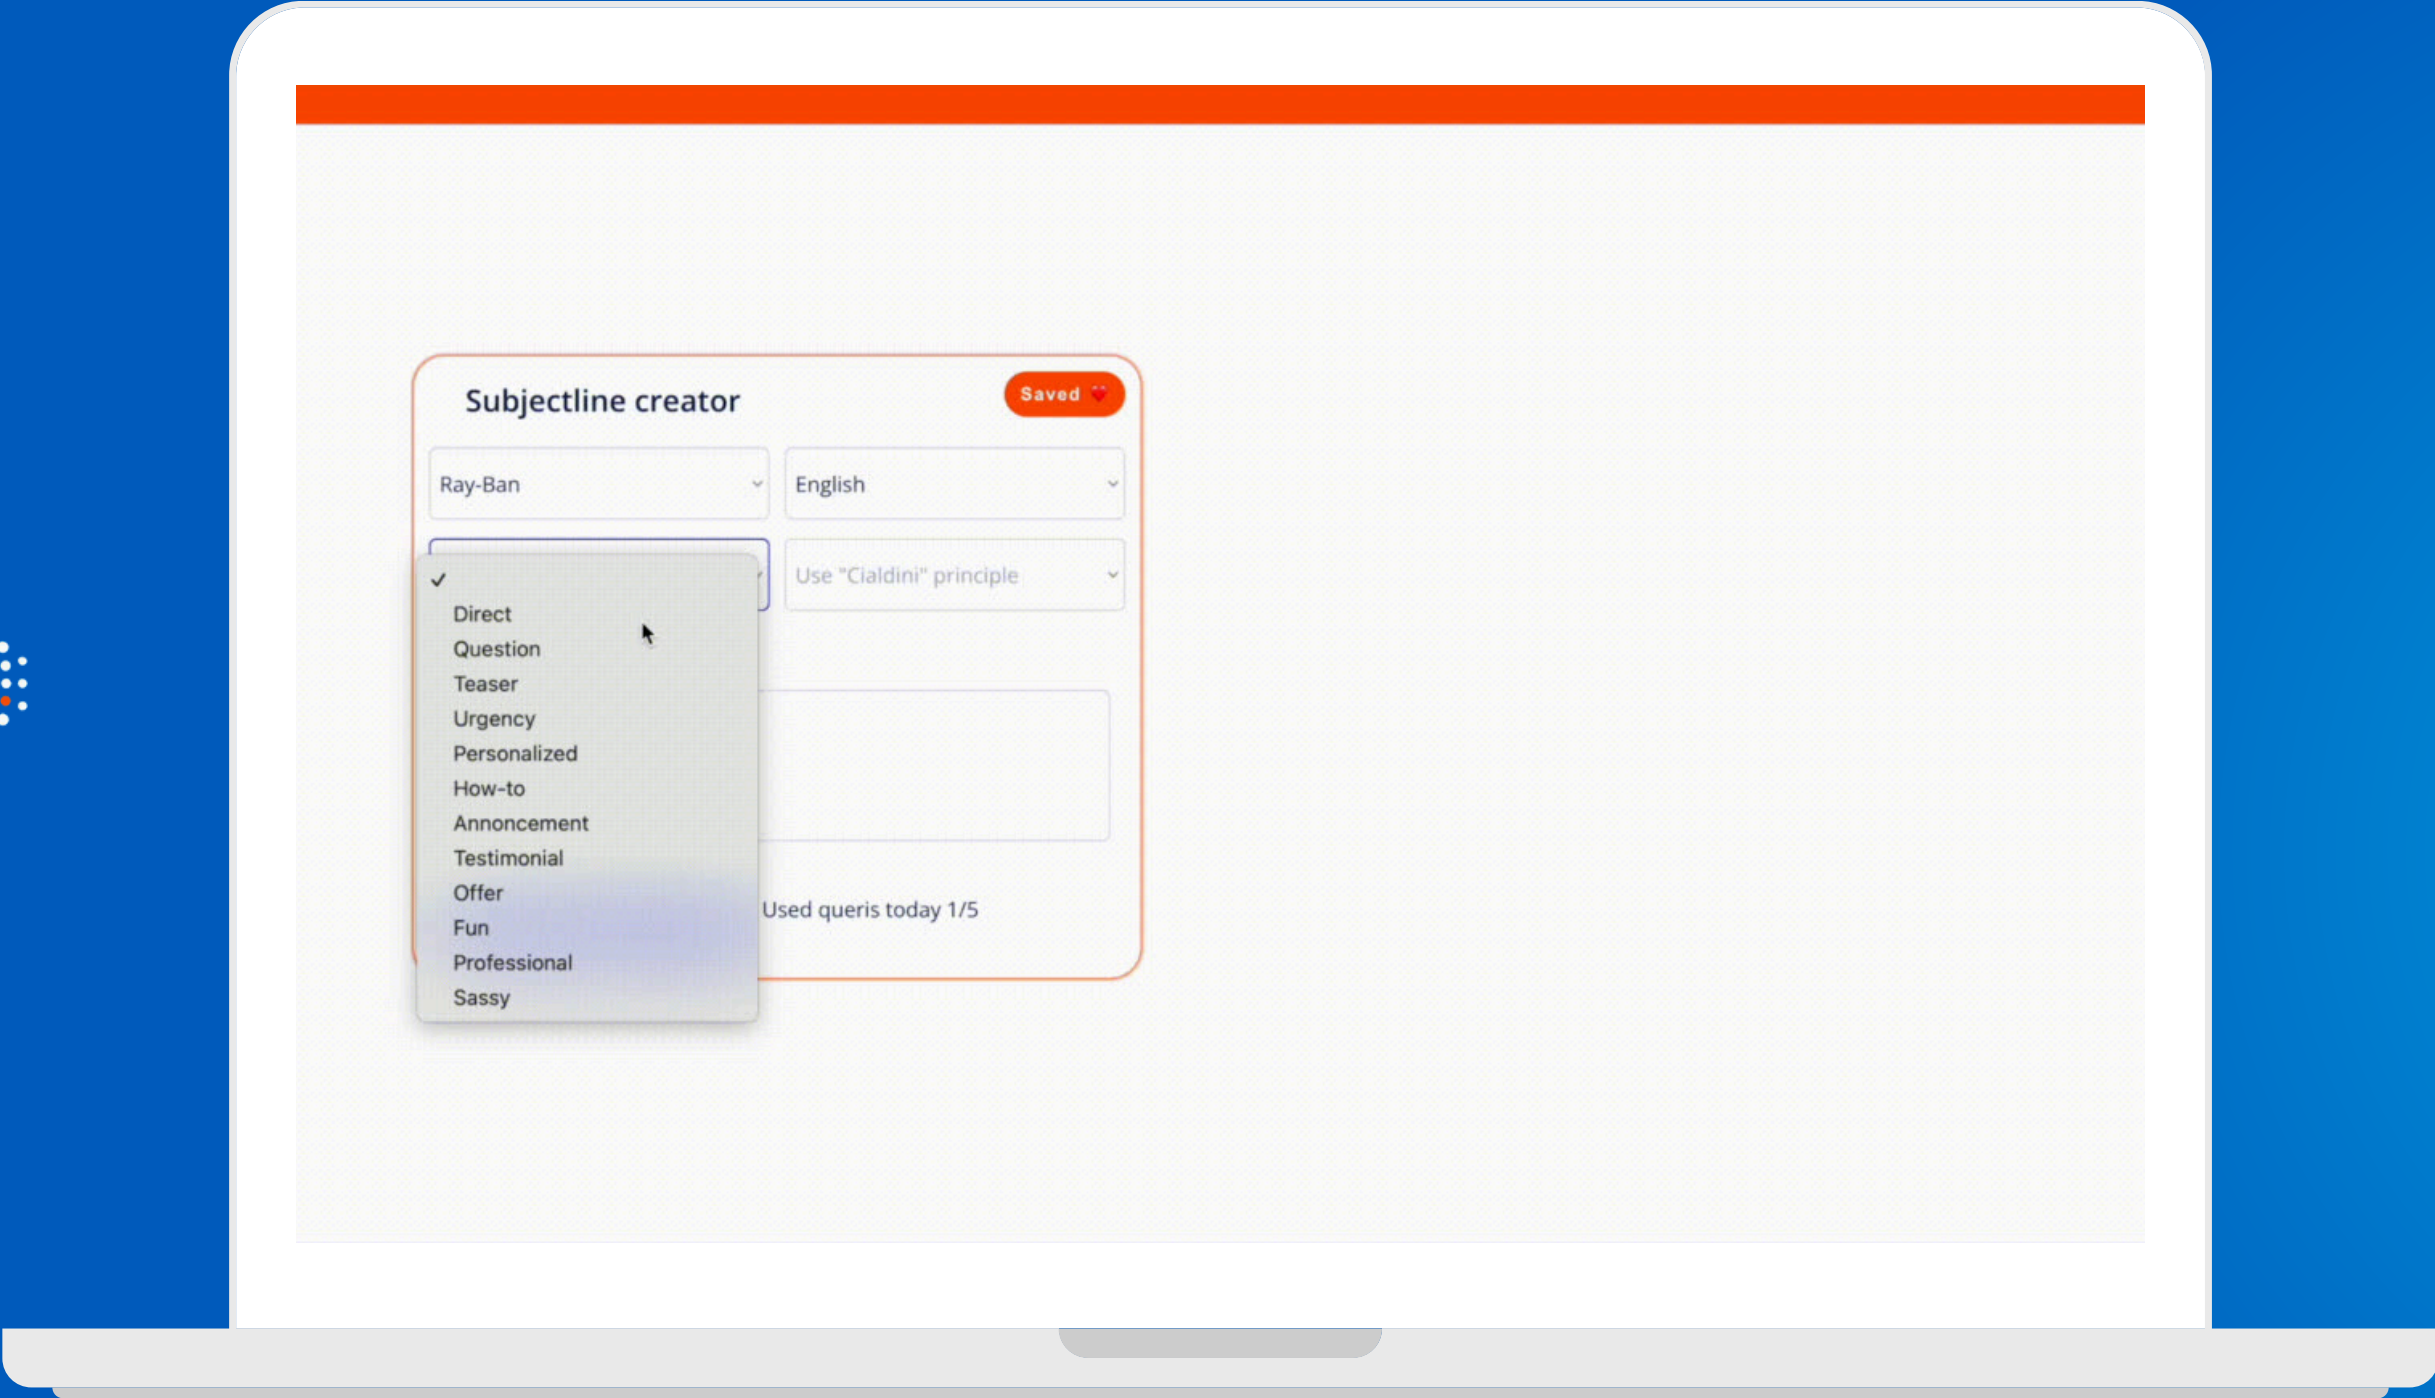 Subjectline creator
Saved
Ray-Ban
English
Use "Cialdini" principle
Direct
Question
Teaser
Urgency
Personalized
How-to
Annoncement
Testimonial
Offer
Fun
Professional
Sassy
Used queris today 1/5